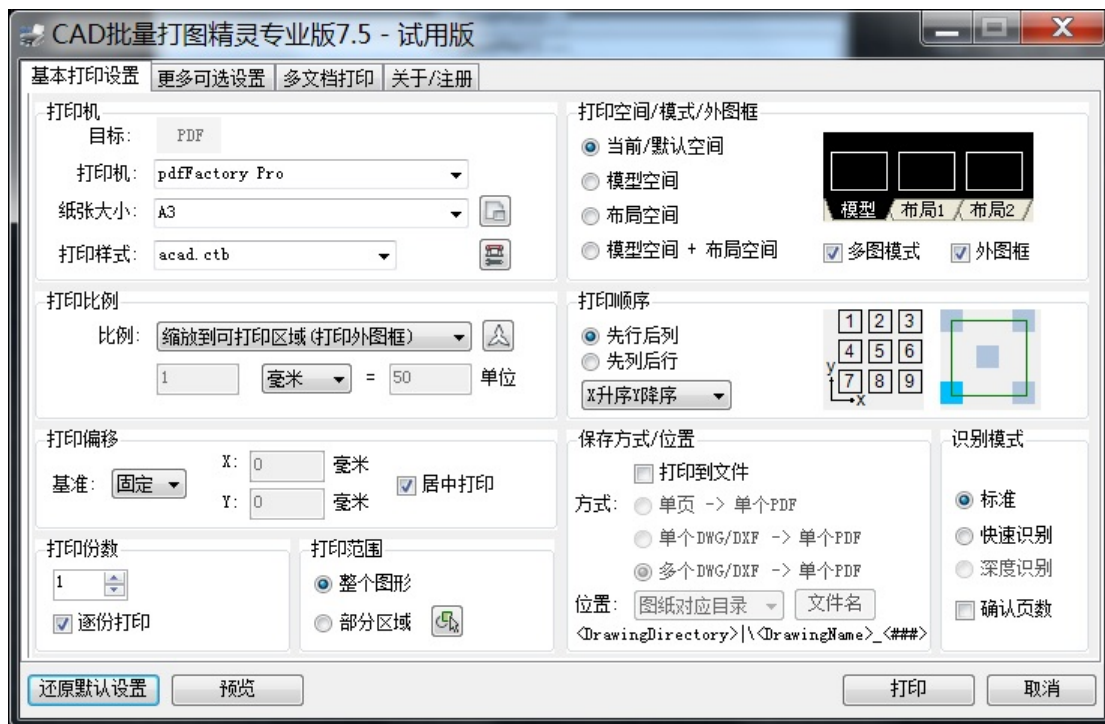 CAD批量打图精灵专业版7.5 - 试用版
基本打印设置 更多可选设置 多文档打印 关于/注册
打印机
目标: PDF
打印机: pdfFactory Pro
纸张大小: A3
打印样式: acad.ctb
打印空间/模式/外图框
当前/默认空间
模型空间
布局空间
模型空间 + 布局空间
模型 布局1 布局2
多图模式 外图框
打印比例
比例: 缩放到可打印区域(打印外图框)
1 毫米 = 50 单位
打印顺序
先行后列
先列后行
X升序Y降序
1 2 3
4 5 6
7 8 9
y
x
打印偏移
基准: 固定
X: 0 毫米
Y: 0 毫米
居中打印
保存方式/位置
打印到文件
方式: 单页 -> 单个PDF
单个DWG/DXF -> 单个PDF
多个DWG/DXF -> 单个PDF
位置: 图纸对应目录 文件名
<DrawingDirectory>|\<DrawingName>_<###>
识别模式
标准
快速识别
深度识别
确认页数
打印份数
1
逐份打印
打印范围
整个图形
部分区域
还原默认设置 预览 打印 取消